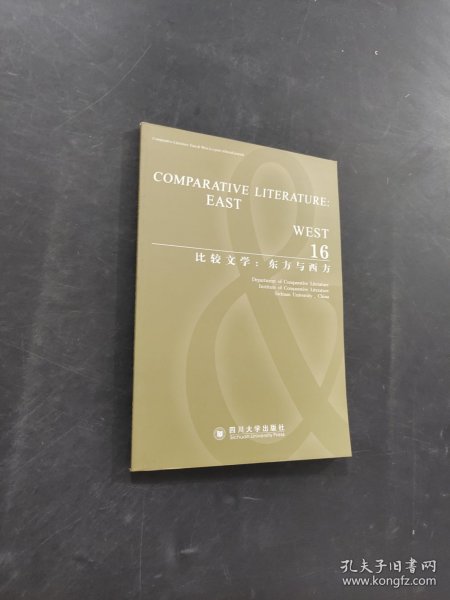 COMPARATIVE LITERATURE:
EAST
&
WEST
16
比较文学：东方与西方
Department of Comparative Literature
Institute of Comparative Literature
Sichuan University, China
四川大学出版社
Sichuan University Press
孔夫子旧书网
www.kongfz.com